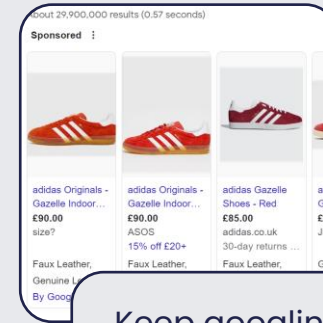 about 29,900,000 results (0.57 seconds)
Sponsored
adidas Originals -
Gazelle Indoor...
£90.00
size?
Faux Leather,
Genuine Le
By Goog
adidas Originals -
Gazelle Indoor...
£90.00
ASOS
15% off £20+
Faux Leather,
adidas Gazelle
Shoes - Red
£85.00
adidas.co.uk
30-day returns ...
Faux Leather,
a
G
£
J
G
Keep googlin